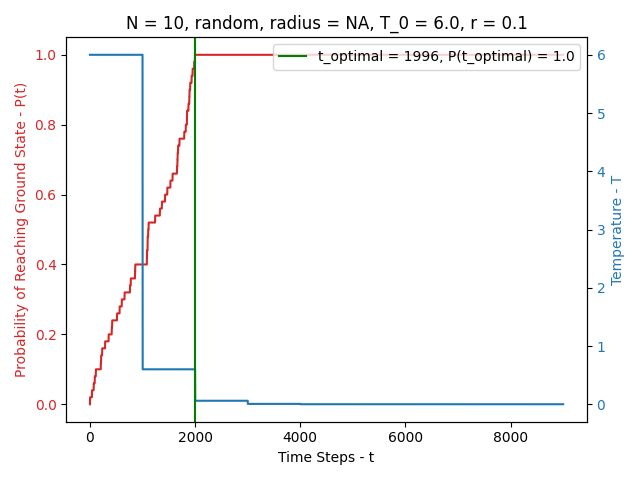 N = 10, random, radius = NA, T_0 = 6.0, r = 0.1
t_optimal = 1996, P(t_optimal) = 1.0
Probability of Reaching Ground State - P(t)
1.0
0.8
0.6
0.4
0.2
0.0
6
5
4
3
2
1
0
Temperature - T
0 2000 4000 6000 8000
Time Steps - t